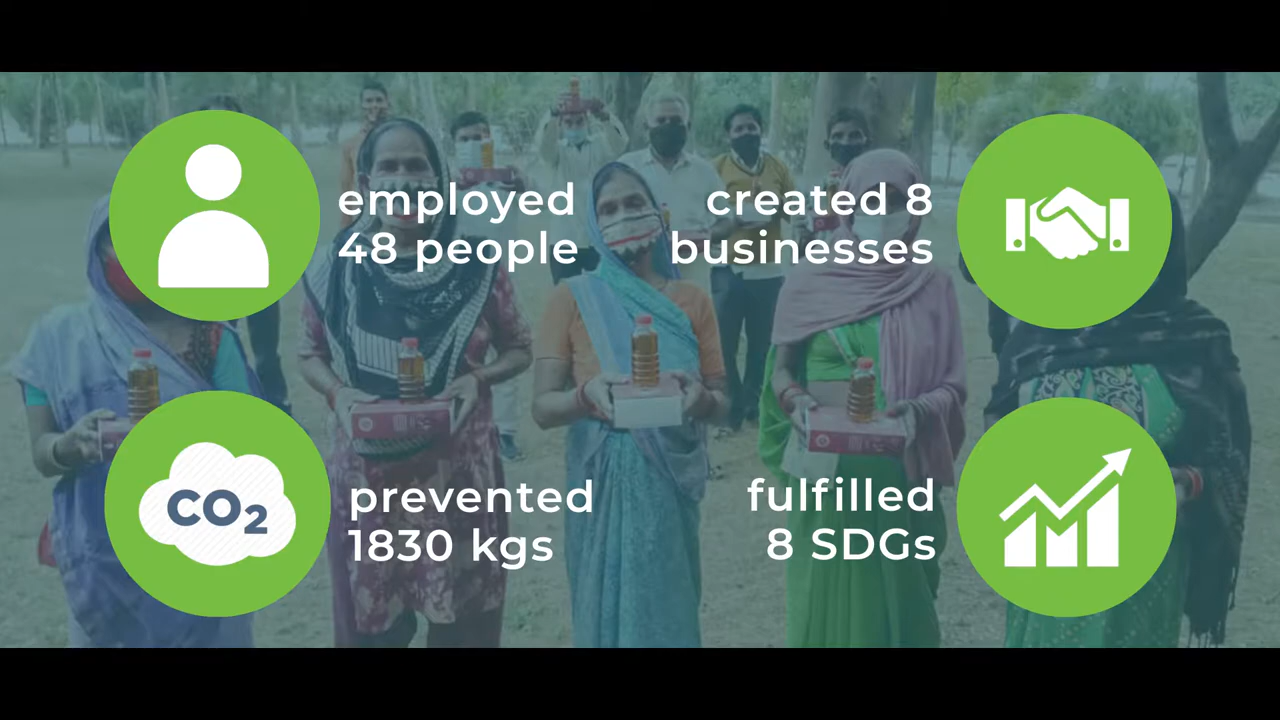 employed
48 people
created 8
businesses
CO2
prevented
1830 kgs
fulfilled
8 SDGs